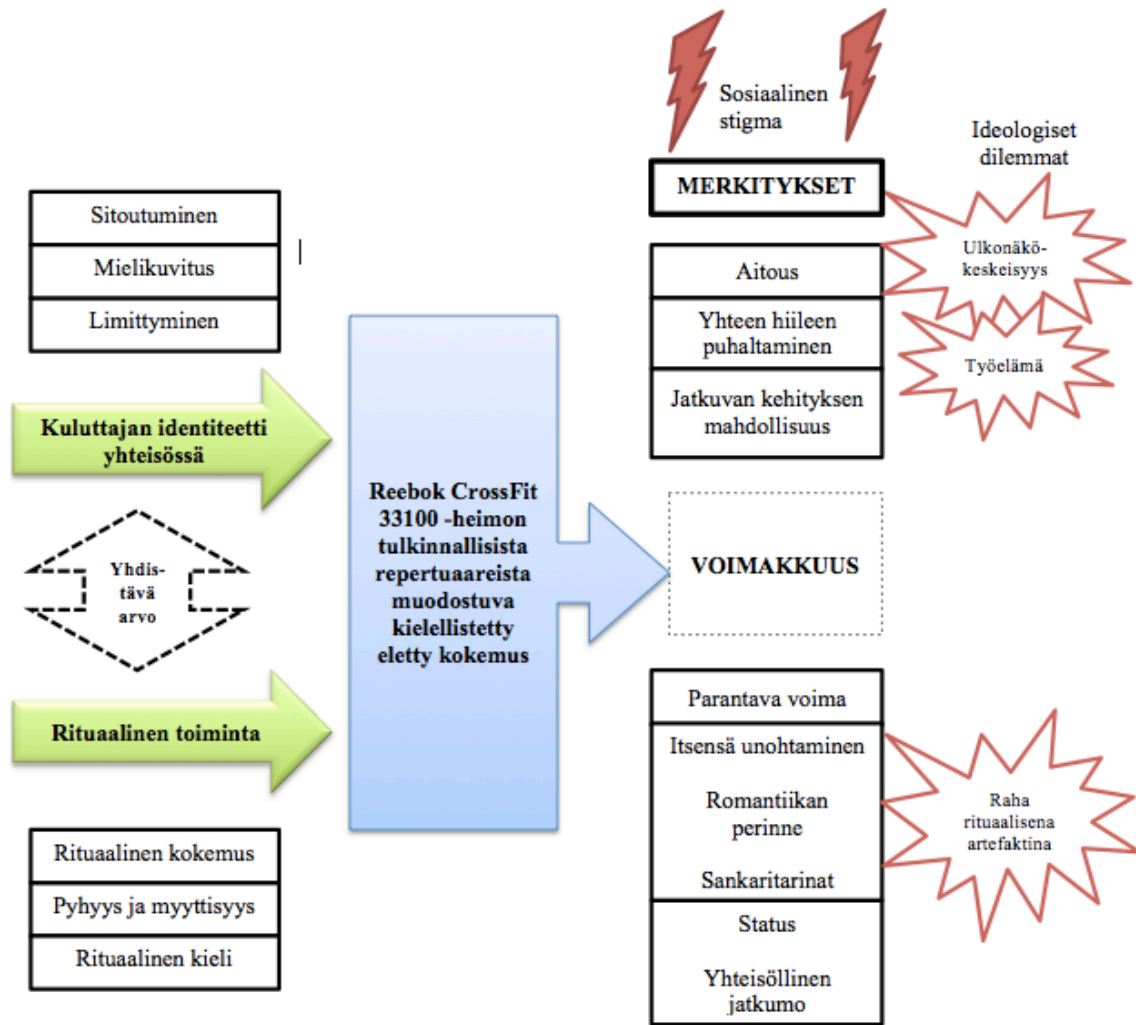 Sosiaalinen
stigma
Ideologiset
dilemmat
MERKITYKSET
Sitoutuminen
Mielikuvitus
Limittyminen
Ulkonäkö-
keskeisyys
Aitous
Yhteen hiileen
puhaltaminen
Työelämä
Jatkuvan kehityksen
mahdollisuus
Kuluttajan identiteetti
yhteisössä
Reebok CrossFit
33100 -heimon
tulkinnallisista
repertuaareista
muodostuva
kielellistetty
eletty kokemus
VOIMAKKUUS
Yhdis-
tävä
arvo
Rituaalinen toiminta
Parantava voima
Itsensä unohtaminen
Romantiikan
perinne
Sankaritarinat
Raha
rituaalisena
artefaktina
Rituaalinen kokemus
Pyhyys ja myyttisyys
Rituaalinen kieli
Status
Yhteisöllinen
jatkumo